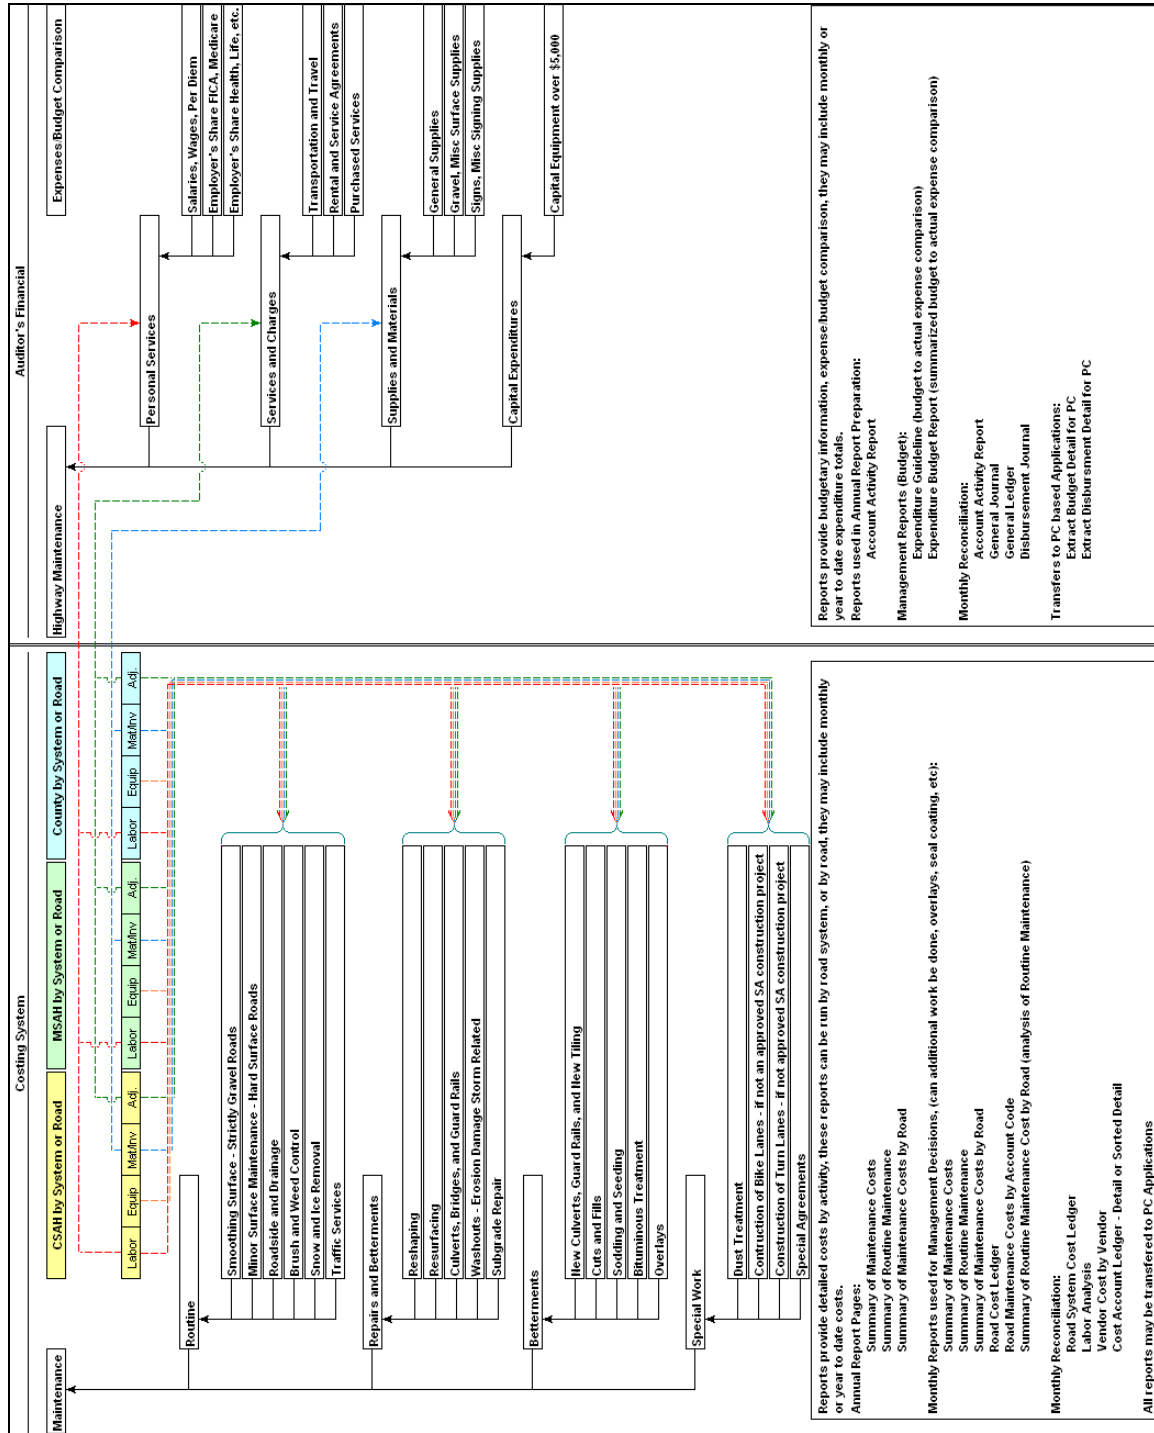 Costing System
Auditor's Financial
Maintenance
CSAH by System or Road
MSAH by System or Road
County by System or Road
Highway Maintenance
Expenses/Budget Comparison
Labor
Equip
Mat/Inv
Adj.
Labor
Equip
Mat/Inv
Adj.
Labor
Equip
Mat/Inv
Adj.
Routine
Smoothing Surface - Strictly Gravel Roads
Minor Surface Maintenance - Hard Surface Roads
Roadside and Drainage
Brush and Weed Control
Snow and Ice Removal
Traffic Services
Repairs and Betterments
Reshaping
Resurfacing
Culverts, Bridges, and Guard Rails
Washouts - Erosion Damage Storm Related
Subgrade Repair
Betterments
New Culverts, Guard Rails, and New Tiling
Cuts and Fills
Sodding and Seeding
Bituminous Treatment
Overlays
Special Work
Dust Treatment
Contruction of Bike Lanes - if not an approved SA construction project
Construction of Turn Lanes - if not approved SA construction project
Special Agreements
Personal Services
Salaries, Wages, Per Diem
Employer's Share FICA, Medicare
Employer's Share Health, Life, etc.
Services and Charges
Transportation and Travel
Rental and Service Agreements
Purchased Services
Supplies and Materials
General Supplies
Gravel, Misc Surface Supplies
Signs, Misc Signing Supplies
Capital Expenditures
Capital Equipment over $5,000
Reports provide detailed costs by activity, these reports can be run by road system, or by road, they may include monthly
or year to date costs.
Annual Report Pages:
Summary of Maintenance Costs
Summary of Routine Maintenance
Summary of Maintenance Costs by Road
Monthly Reports used for Management Decisions, (can additional work be done, overlays, seal coating, etc):
Summary of Maintenance Costs
Summary of Routine Maintenance
Summary of Maintenance Costs by Road
Road Cost Ledger
Road Maintenance Costs by Account Code
Summary of Routine Maintenance Cost by Road (analysis of Routine Maintenance)
Monthly Reconciliation:
Road System Cost Ledger
Labor Analysis
Vendor Cost by Vendor
Cost Account Ledger - Detail or Sorted Detail
All reports may be transferred to PC Applications
Reports provide budgetary information, expense/budget comparison, they may include monthly or
year to date expenditure totals.
Reports used in Annual Report Preparation:
Account Activity Report
Management Reports (Budget):
Expenditure Guideline (budget to actual expense comparison)
Expenditure Budget Report (summarized budget to actual expense comparison)
Monthly Reconciliation:
Account Activity Report
General Journal
General Ledger
Disbursement Journal
Transfers to PC based Applications:
Extract Budget Detail for PC
Extract Disbursment Detail for PC